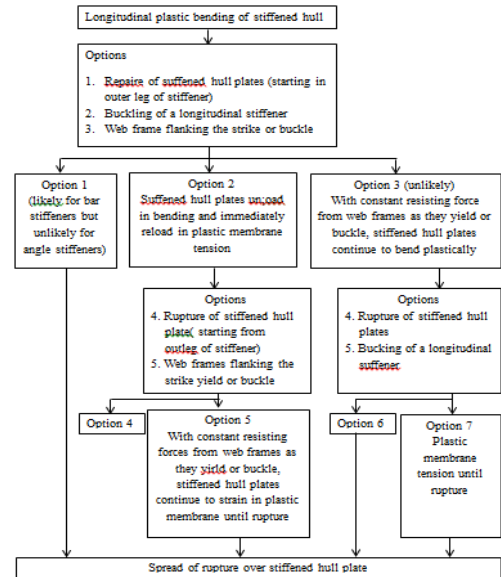 Longitudinal plastic bending of stiffened hull
Options
1. Repaire of suffened hull plates (starting in
outer leg of stiffener)
2. Buckling of a longitudinal stiffener
3. Web frame flanking the strike or buckle
Option 1
(likely for bar
stiffeners but
unlikely for
angle stiffeners)
Option 2
Suffened hull plates un;oad
in bending and immediately
reload in plastic membrane
tension
Option 3 (unlikely)
With constant resisting force
from web frames as they yield or
buckle, stiffened hull plates
continue to bend plastically
Options
4. Rupture of stiffened hull
plate( starting from
outleg of stiffener)
5. Web frames flanking the
strike yield or buckle
Options
4. Rupture of stiffened hull
plates
5. Bucking of a longitudinal
suffener
Option 4
Option 5
With constant resisting
forces from web frames as
they yirld or buckle,
stiffened hull plates
continue to strain in plastic
membrane until rupture
Option 6
Option 7
Plastic
membrane
tension until
rupture
Spread of rupture over stiffened hull plate